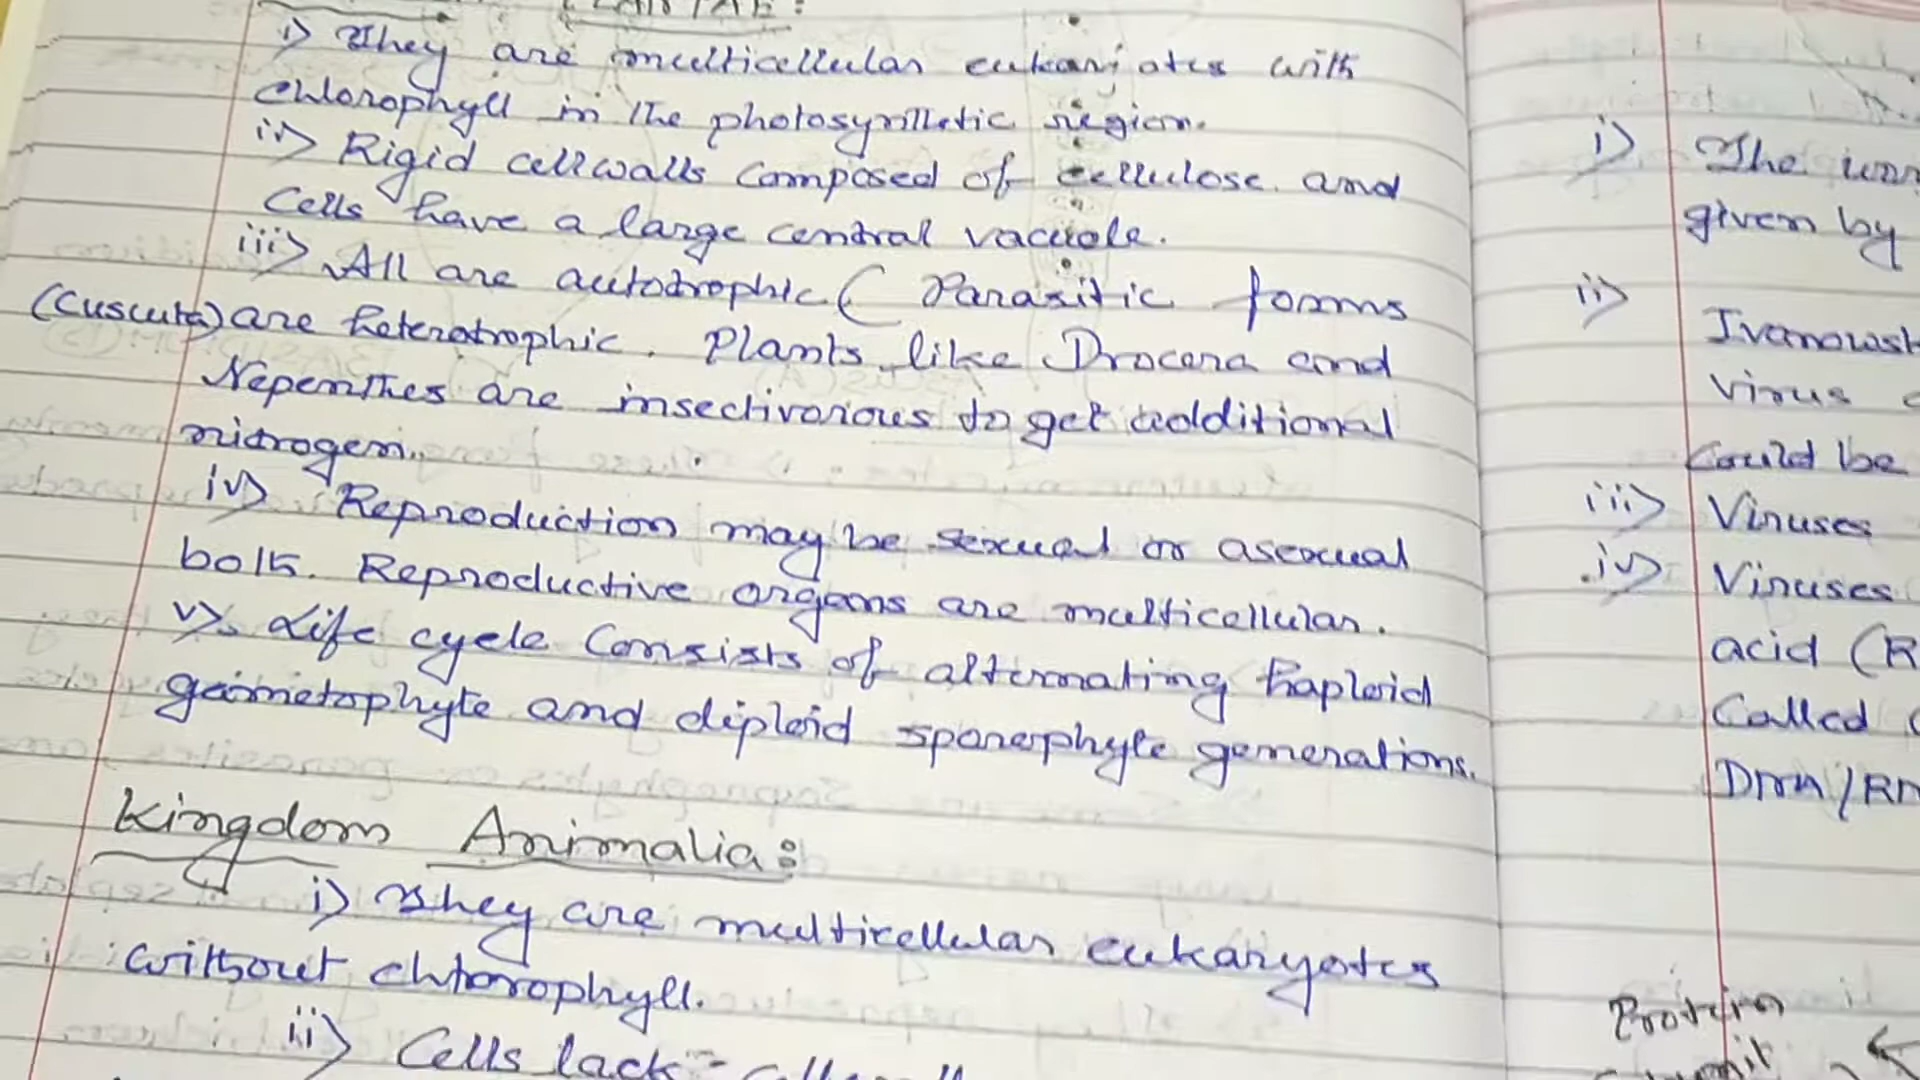 i) They are multicellular eukaryotes with
chlorophyll in the photosynthetic region.
ii) Rigid cellwalls composed of cellulose and
Cells have a large central vacuole.
iii) All are autotrophic (Parasitic forms
(Cuscuta) are heterotrophic. Plants like Drocera and
Nepenthes are insectivorous to get additional
nitrogen.
iv) Reproduction may be sexual or asexual
both. Reproductive organs are multicellular.
v) Life cycle Consists of alternating haploid
gametophyte and diploid sporophyte generations.
Kingdom Animalia:
i) They are multicellular eukaryotes
without chlorophyll.
ii) Cells lack
i) The
given by
ii)
virus
Could be
iii) Viruses
iv) Viruses
acid (R
Called
Protein